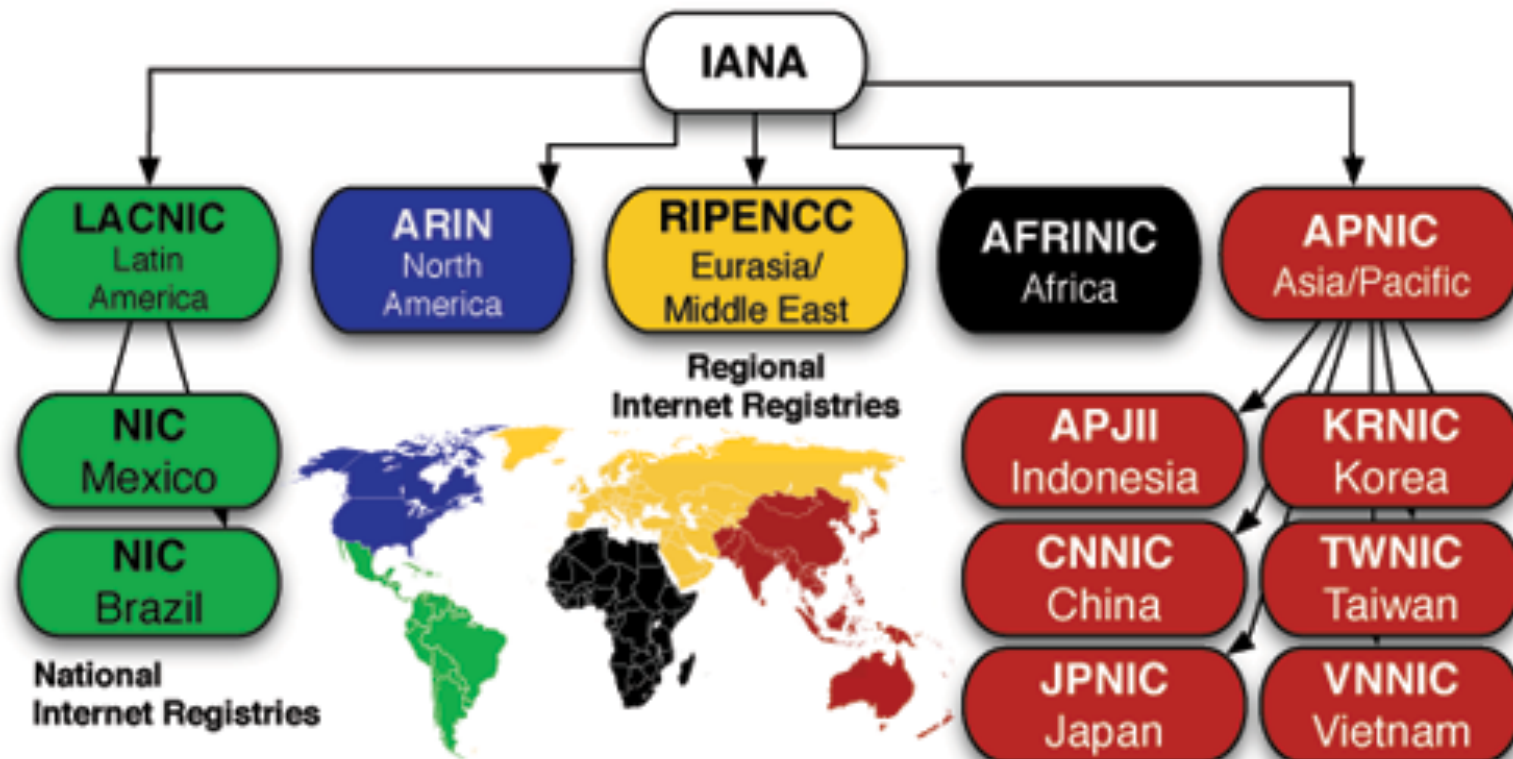 IANA
LACNIC
Latin
America
ARIN
North
America
RIPENCC
Eurasia/
Middle East
AFRINIC
Africa
APNIC
Asia/Pacific
Regional
Internet Registries
NIC
Mexico
NIC
Brazil
National
Internet Registries
APJII
Indonesia
KRNIC
Korea
CNNIC
China
TWNIC
Taiwan
JPNIC
Japan
VNNIC
Vietnam